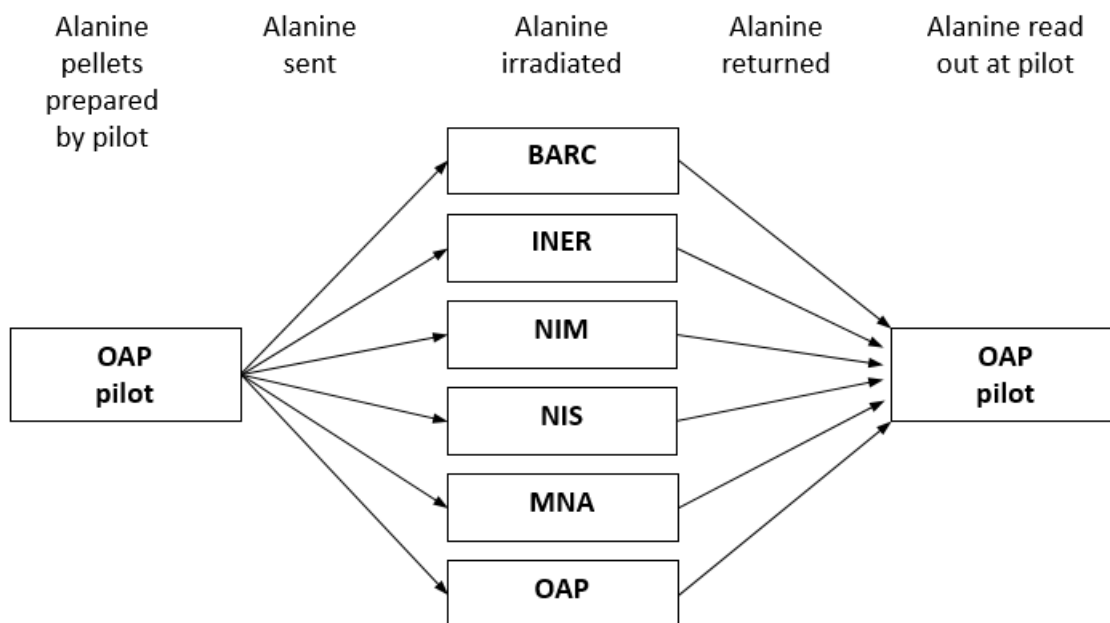 Alanine
pellets
prepared
by pilot
Alanine
sent
Alanine
irradiated
Alanine
returned
Alanine read
out at pilot
OAP
pilot
BARC
INER
NIM
NIS
MNA
OAP
OAP
pilot